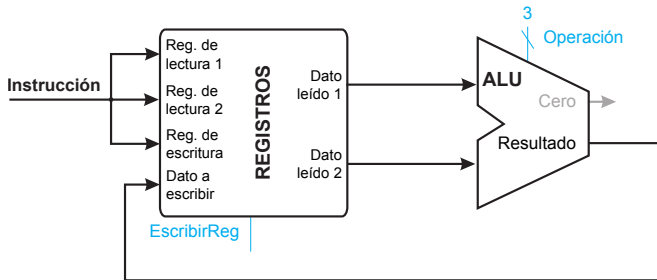 3
Operación
Instrucción
Reg. de
lectura 1
Reg. de
lectura 2
Reg. de
escritura
Dato a
escribir
REGISTROS
Dato
leído 1
Dato
leído 2
EscribirReg
ALU
Cero
Resultado